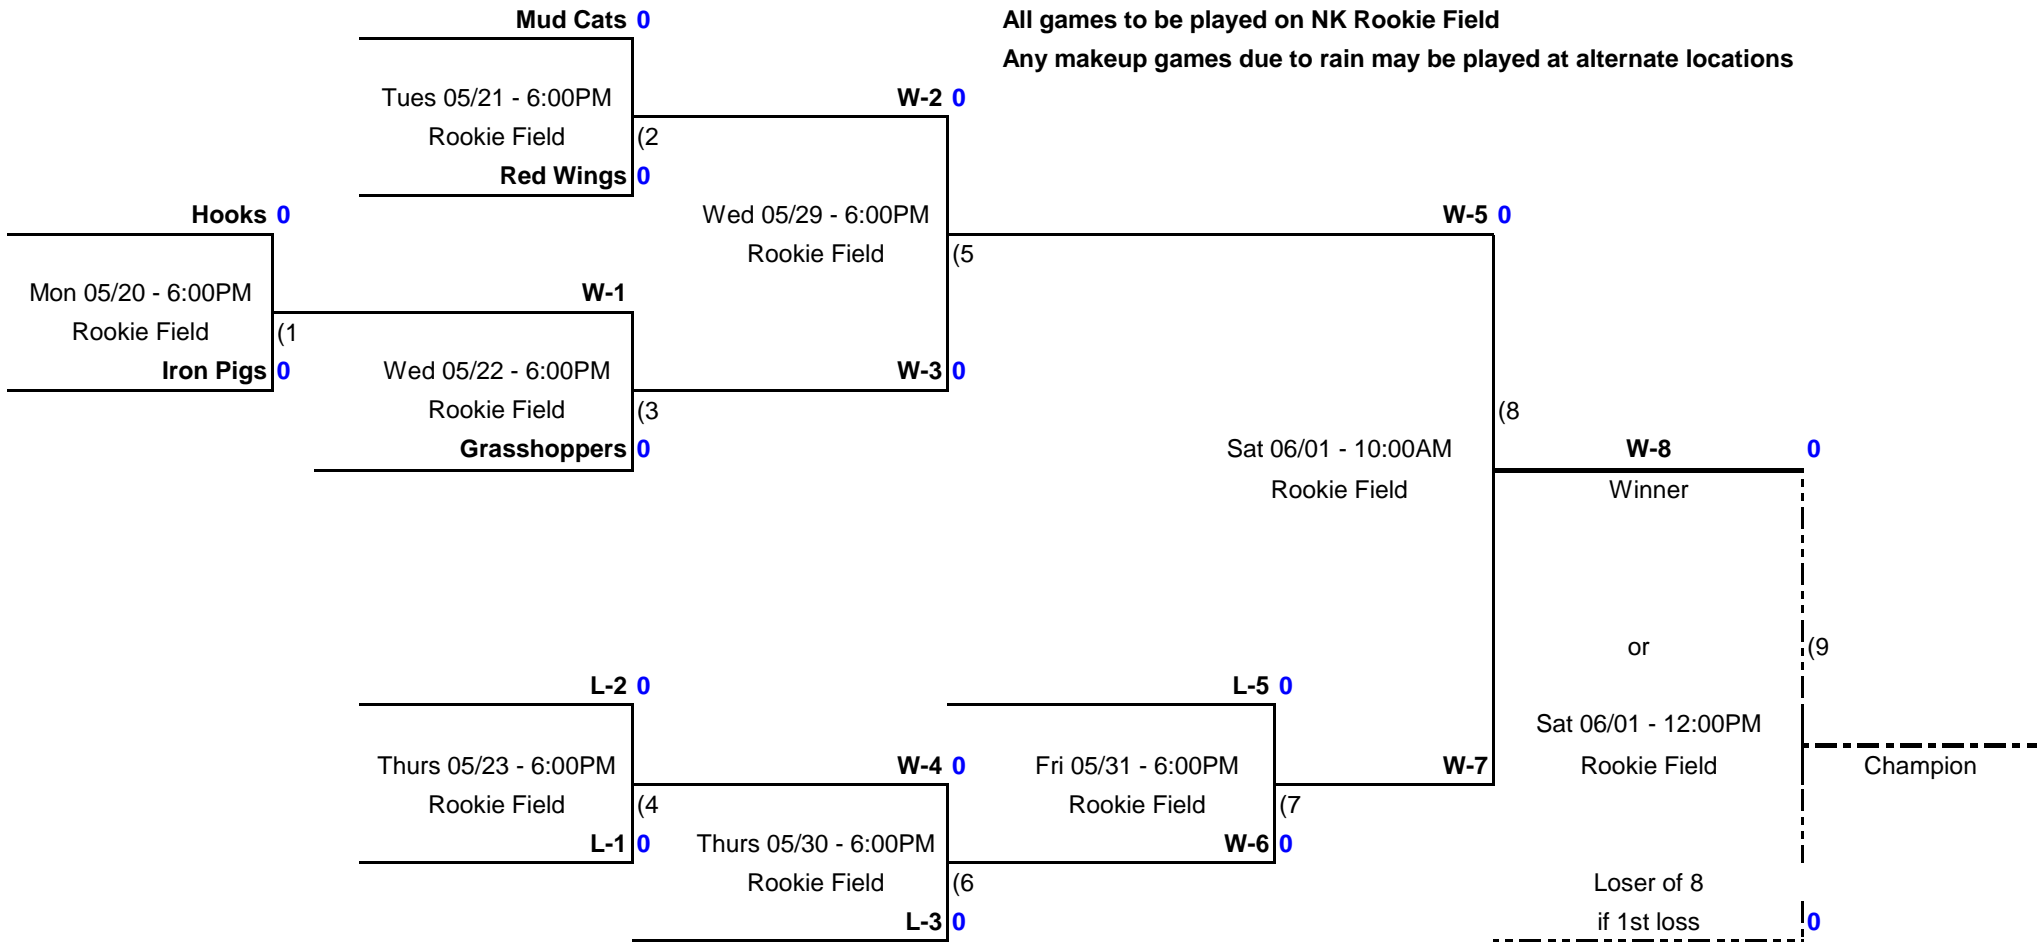 Mud Cats 0
All games to be played on NK Rookie Field
Any makeup games due to rain may be played at alternate locations
Tues 05/21 - 6:00PM
W-2 0
Rookie Field
(2
Red Wings 0
Hooks 0
Wed 05/29 - 6:00PM
W-5 0
Rookie Field
(5
Mon 05/20 - 6:00PM
W-1
Rookie Field
(1
Iron Pigs 0
Wed 05/22 - 6:00PM
W-3 0
Rookie Field
(3
(8
Grasshoppers 0
Sat 06/01 - 10:00AM
W-8 0
Rookie Field
Winner
or
(9
L-2 0
L-5 0
Sat 06/01 - 12:00PM
Thurs 05/23 - 6:00PM
W-4 0
Fri 05/31 - 6:00PM
W-7
Rookie Field
Champion
Rookie Field
(4
Rookie Field
(7
L-1 0
Thurs 05/30 - 6:00PM
W-6 0
Rookie Field
(6
Loser of 8
L-3 0
if 1st loss
0